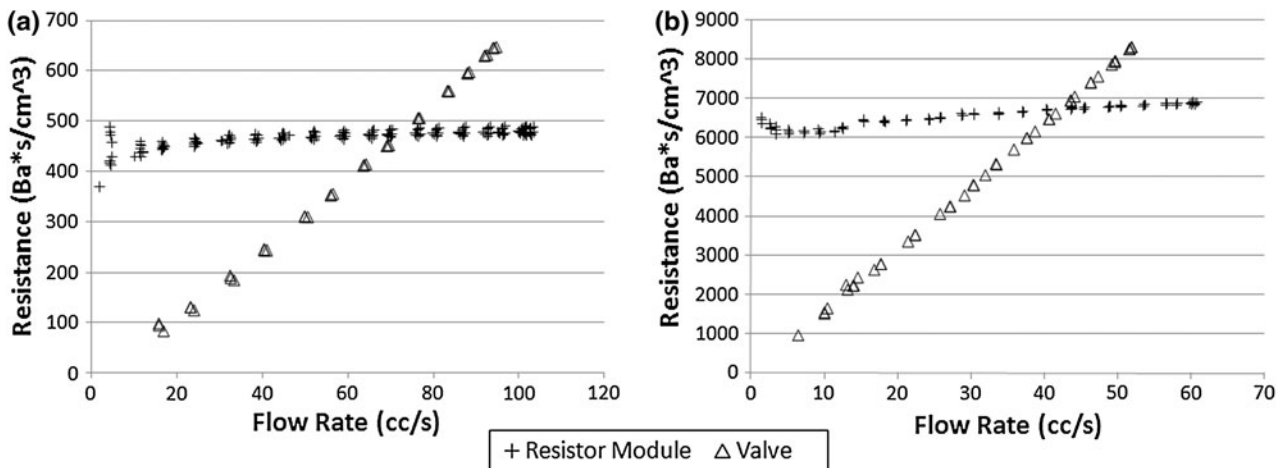 (a)
700
600
500
400
300
200
100
0
Resistance (Ba*s/cm^3)
0 20 40 60 80 100 120
Flow Rate (cc/s)
(b)
9000
8000
7000
6000
5000
4000
3000
2000
1000
0
Resistance (Ba*s/cm^3)
0 10 20 30 40 50 60 70
Flow Rate (cc/s)
+ Resistor Module △ Valve